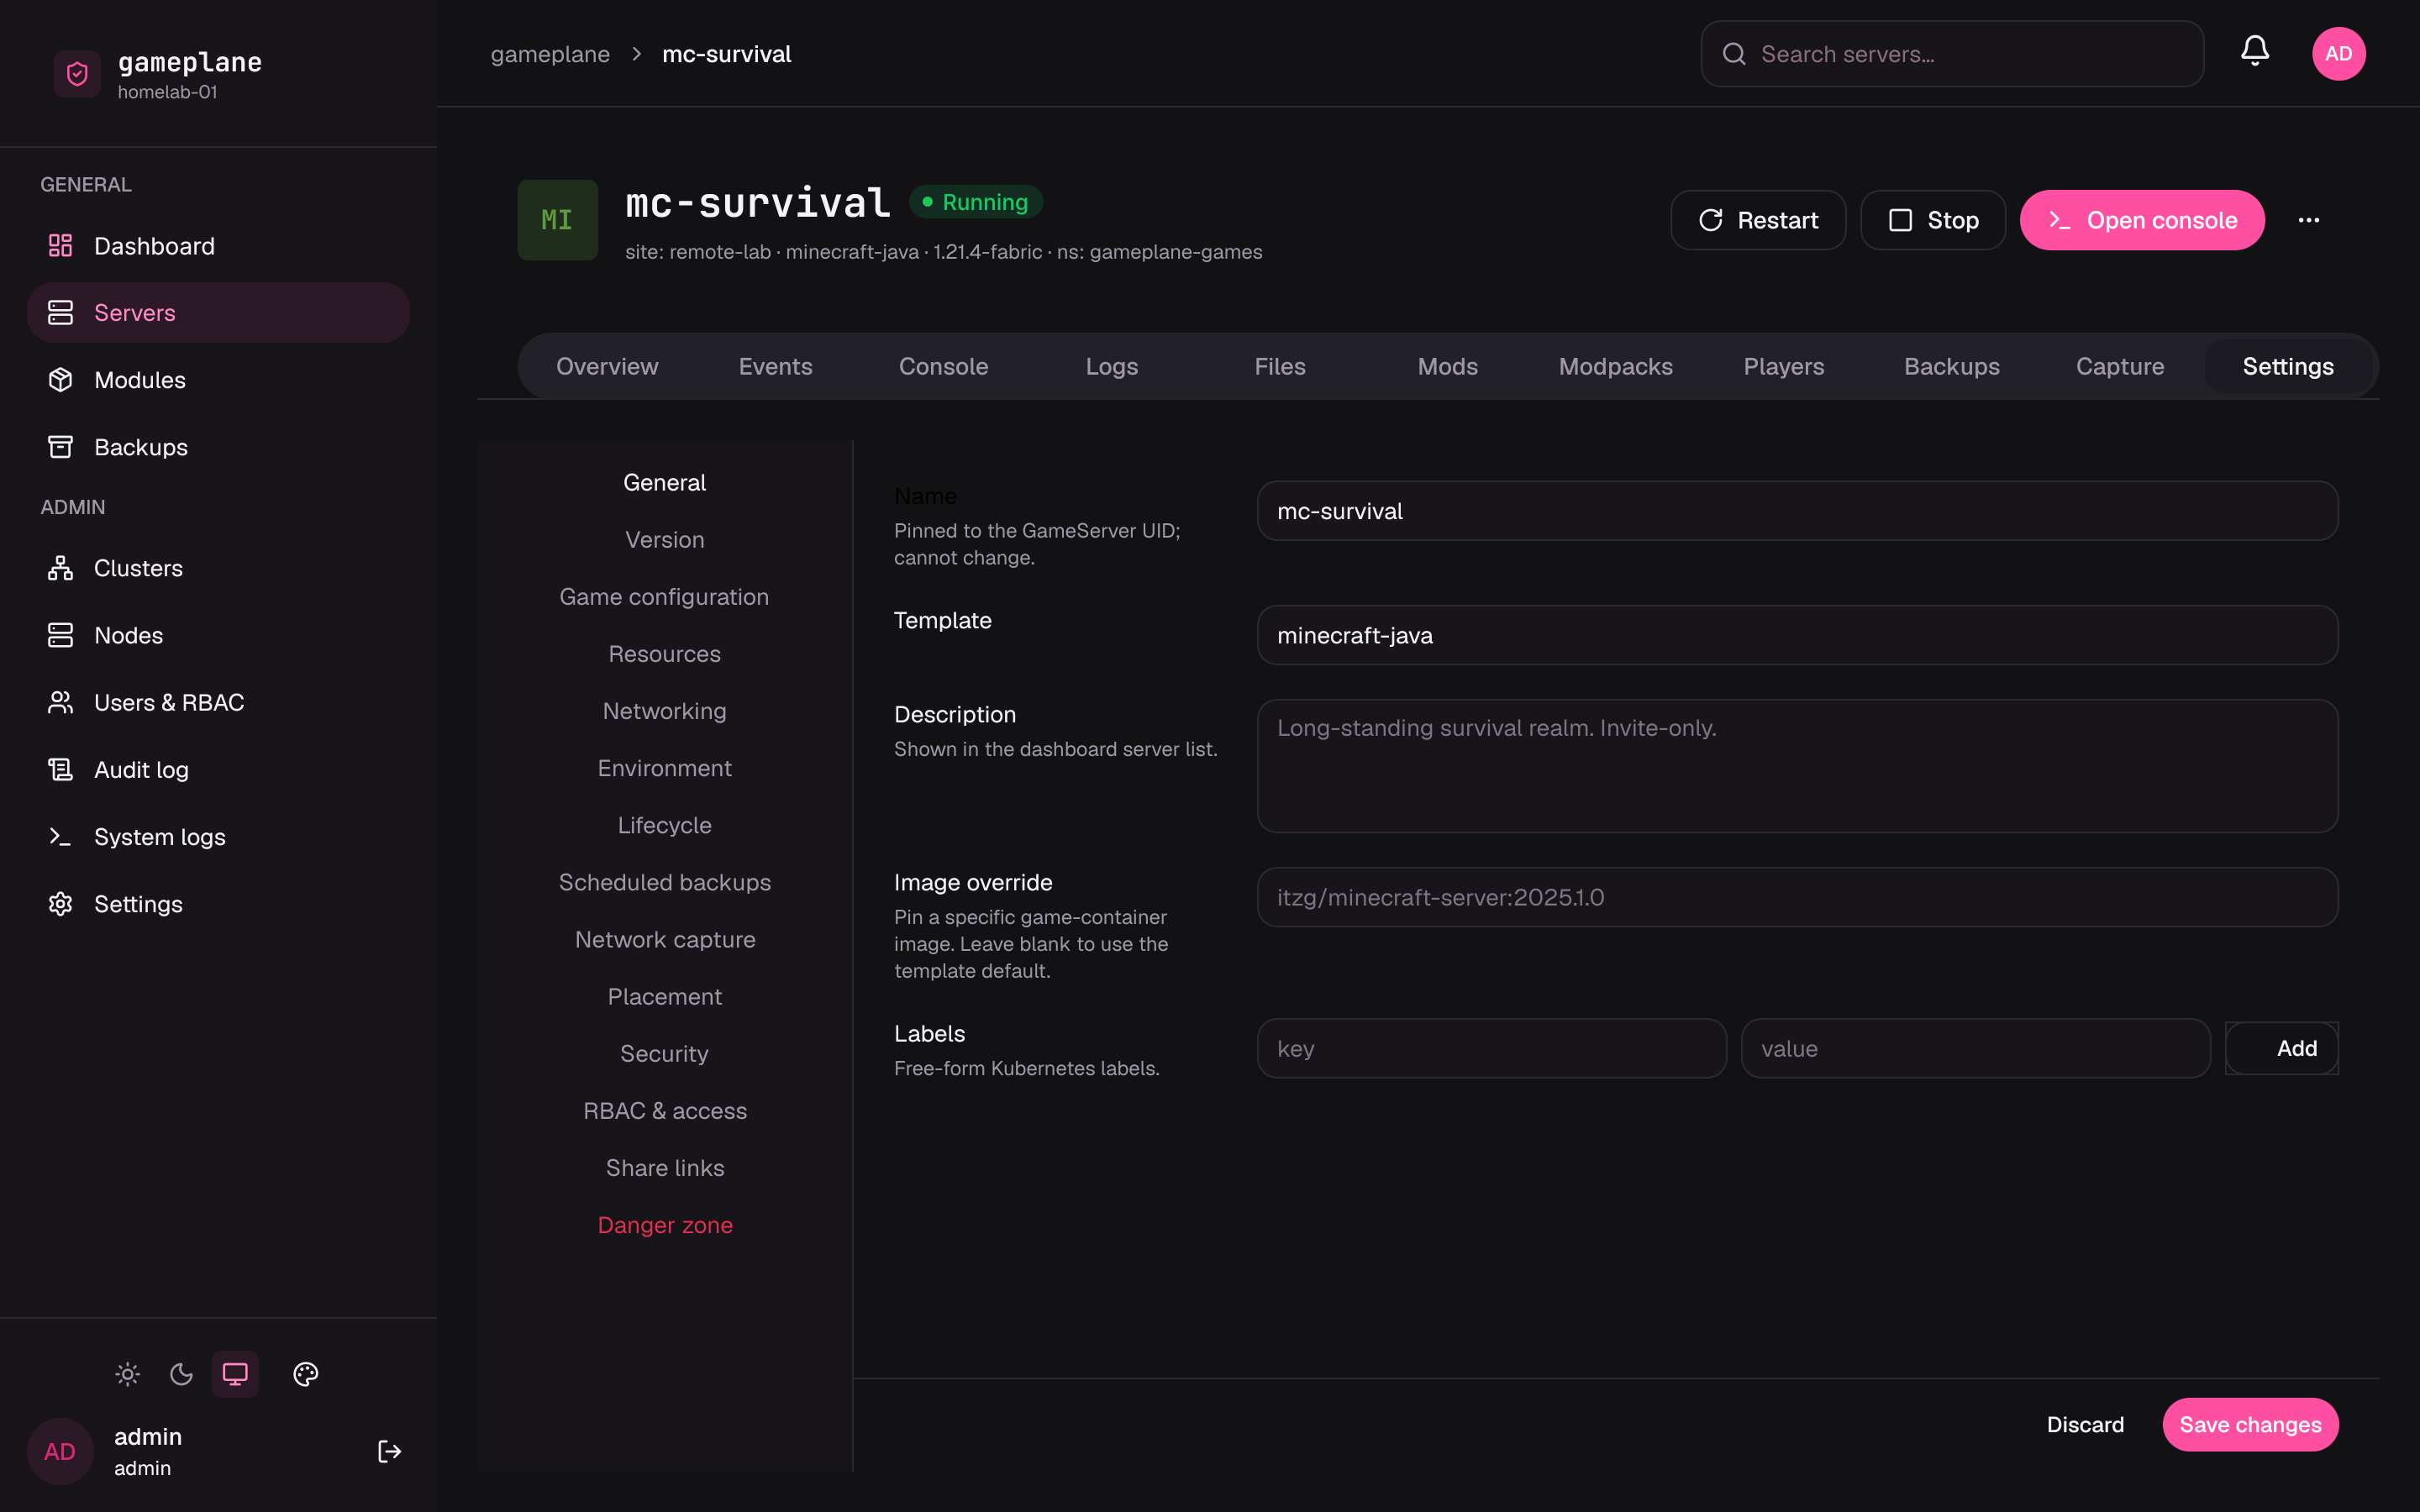 gameplane
homelab-01
GENERAL
Dashboard
Servers
Modules
Backups
ADMIN
Clusters
Nodes
Users & RBAC
Audit log
System logs
Settings
AD
admin
admin
gameplane > mc-survival
Search servers...
AD
MI
mc-survival
Running
site: remote-lab · minecraft-java · 1.21.4-fabric · ns: gameplane-games
Restart
Stop
Open console
Overview
Events
Console
Logs
Files
Mods
Modpacks
Players
Backups
Capture
Settings
General
Version
Game configuration
Resources
Networking
Environment
Lifecycle
Scheduled backups
Network capture
Placement
Security
RBAC & access
Share links
Danger zone
Name
Pinned to the GameServer UID;
cannot change.
mc-survival
Template
minecraft-java
Description
Shown in the dashboard server list.
Long-standing survival realm. Invite-only.
Image override
Pin a specific game-container
image. Leave blank to use the
template default.
itzg/minecraft-server:2025.1.0
Labels
Free-form Kubernetes labels.
key
value
Add
Discard
Save changes